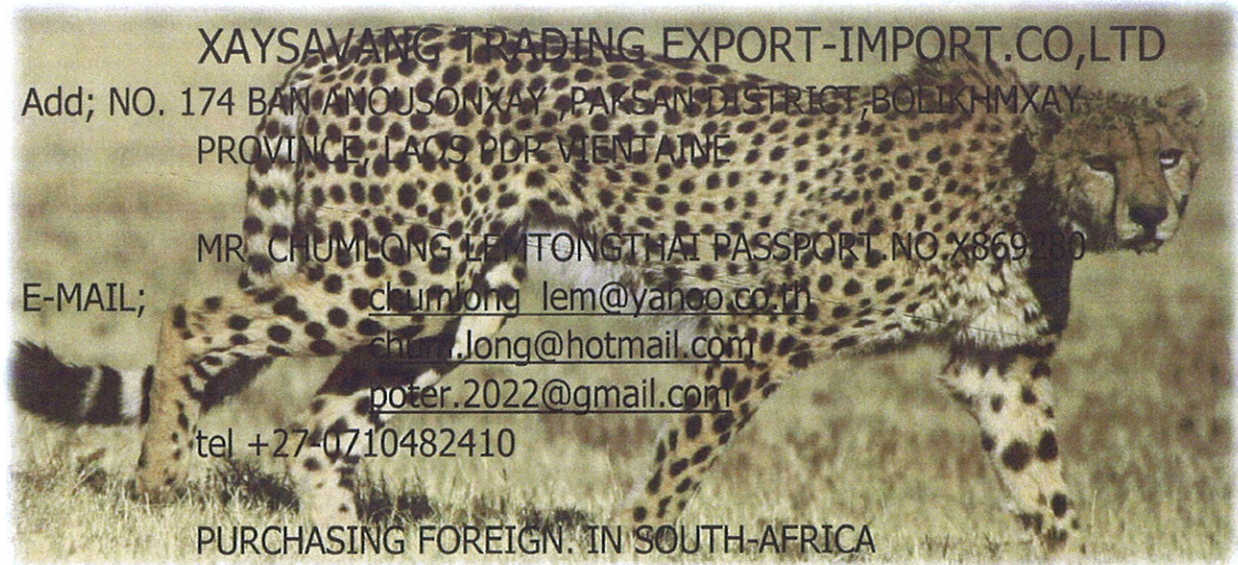 XAYSAVANG TRADING EXPORT-IMPORT.CO,LTD
Add; NO. 174 BAN ANOUSONXAY ,PAKSAN DISTRICT,BOLIKHMXAY
PROVINCE, LAOS PDR VIENTAINE
MR. CHUMLONG LEMTONGTHAI PASSPORT.NO.X869280
E-MAIL; chumlong_lem@yahoo.co.th
chum.long@hotmail.com
poter.2022@gmail.com
tel +27-0710482410
PURCHASING FOREIGN. IN SOUTH-AFRICA